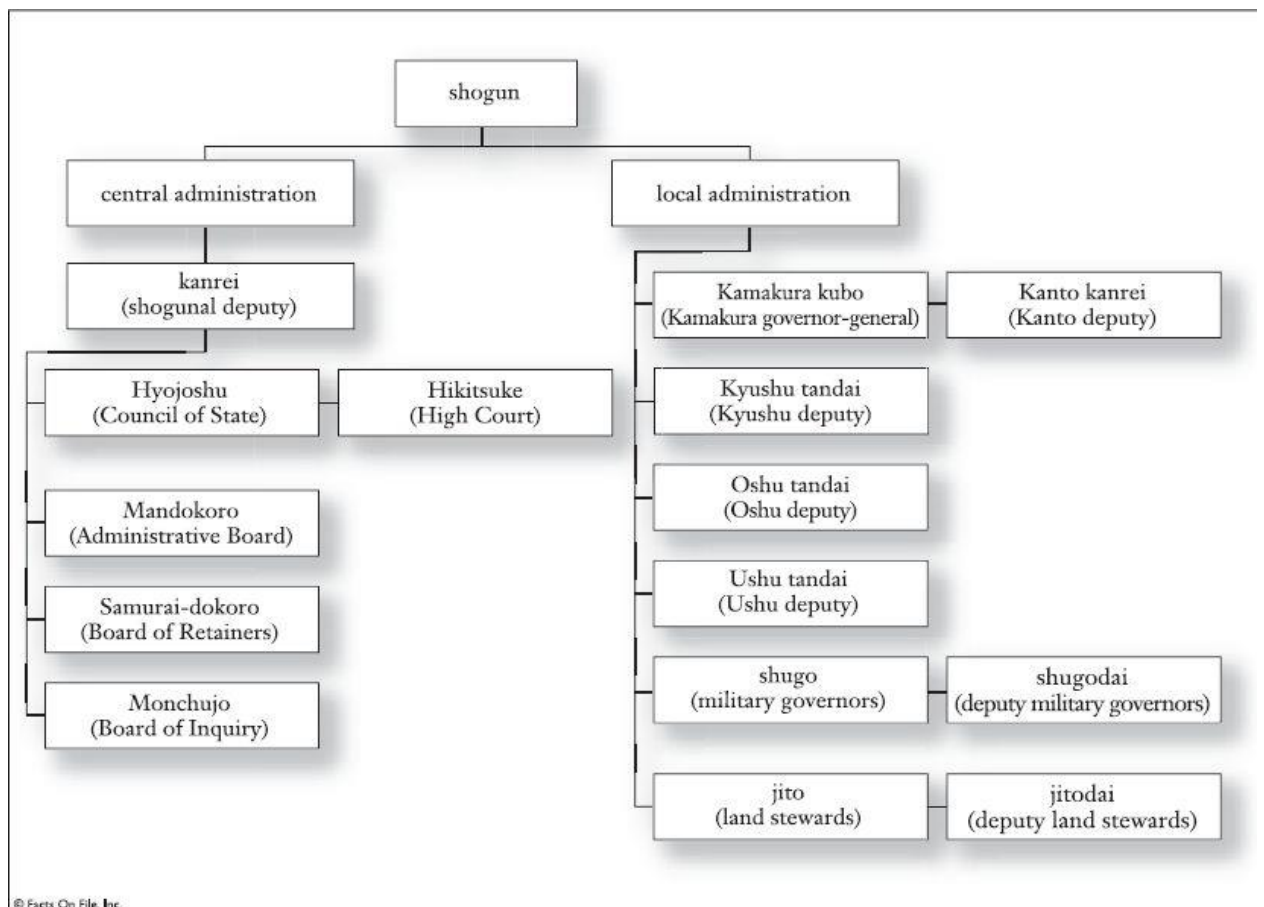 shogun
central administration
local administration
kanrei
(shogunal deputy)
Kamakura kubo
(Kamakura governor-general)
Kanto kanrei
(Kanto deputy)
Hyojoshu
(Council of State)
Hikitsuke
(High Court)
Kyushu tandai
(Kyushu deputy)
Oshu tandai
(Oshu deputy)
Mandokoro
(Administrative Board)
Ushu tandai
(Ushu deputy)
Samurai-dokoro
(Board of Retainers)
shugo
(military governors)
shugodai
(deputy military governors)
Monchujo
(Board of Inquiry)
jito
(land stewards)
jitodai
(deputy land stewards)
© Facts On File, Inc.